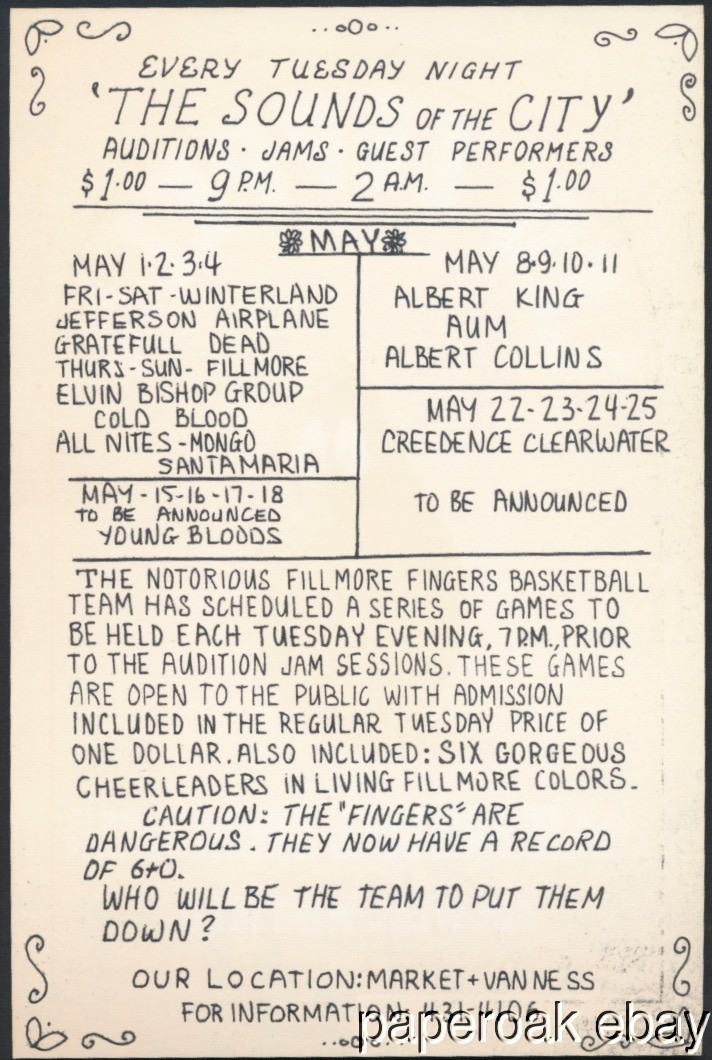 EVERY TUESDAY NIGHT
'THE SOUNDS OF THE CITY'
AUDITIONS · JAMS · GUEST PERFORMERS
$1.00 — 9 P.M. — 2 A.M. — $1.00
MAY
MAY 1·2·3·4
FRI-SAT-WINTERLAND
JEFFERSON AIRPLANE
GRATEFULL DEAD
THURS-SUN-FILLMORE
ELVIN BISHOP GROUP
COLD BLOOD
ALL NITES-MONGO
SANTAMARIA
MAY-15-16-17-18
TO BE ANNOUNCED
YOUNG BLOODS
MAY 8·9·10·11
ALBERT KING
AUM
ALBERT COLLINS
MAY 22-23-24-25
CREEDENCE CLEARWATER
TO BE ANNOUNCED
THE NOTORIOUS FILLMORE FINGERS BASKETBALL
TEAM HAS SCHEDULED A SERIES OF GAMES TO
BE HELD EACH TUESDAY EVENING, 7 P.M., PRIOR
TO THE AUDITION JAM SESSIONS. THESE GAMES
ARE OPEN TO THE PUBLIC WITH ADMISSION
INCLUDED IN THE REGULAR TUESDAY PRICE OF
ONE DOLLAR. ALSO INCLUDED: SIX GORGEOUS
CHEERLEADERS IN LIVING FILLMORE COLORS.
CAUTION: THE "FINGERS" ARE
DANGEROUS. THEY NOW HAVE A RECORD
OF 6+0.
WHO WILL BE THE TEAM TO PUT THEM
DOWN?
OUR LOCATION: MARKET + VAN NESS
FOR INFORMATION: 431-4106
paperoak ebay